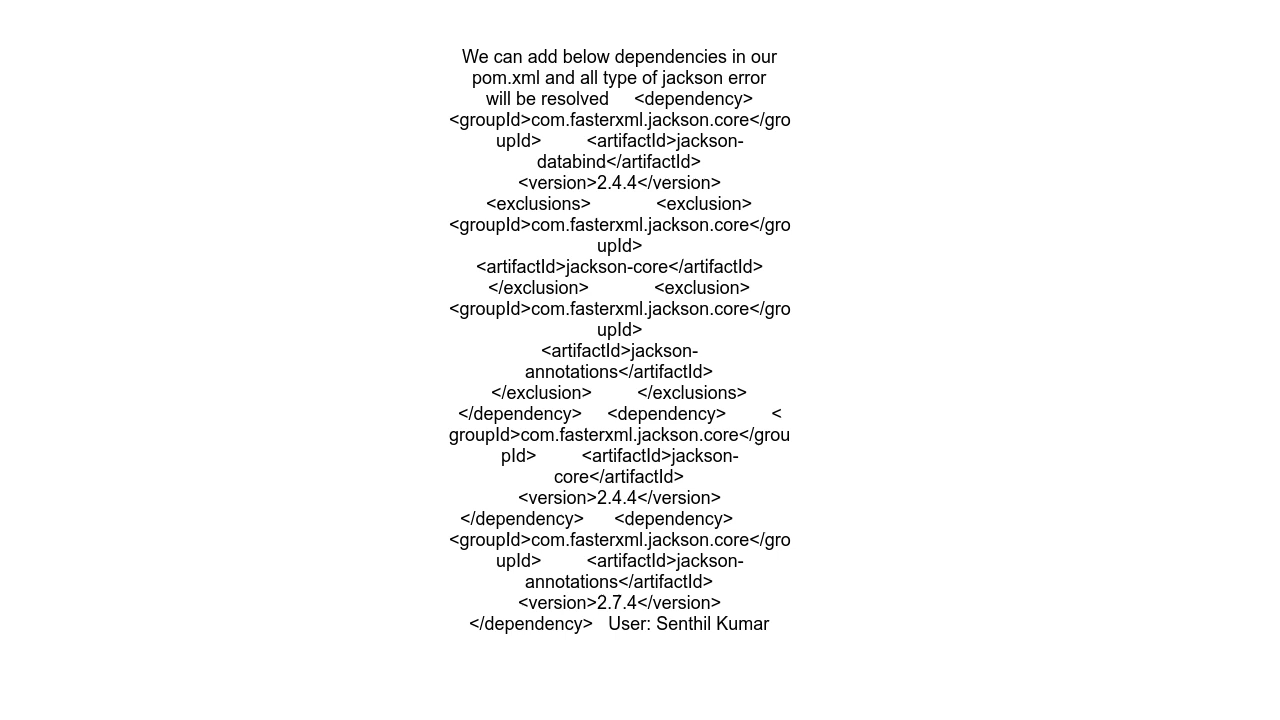 We can add below dependencies in our
pom.xml and all type of jackson error
will be resolved     <dependency>
<groupId>com.fasterxml.jackson.core</gro
upId>         <artifactId>jackson-
databind</artifactId>
<version>2.4.4</version>
<exclusions>             <exclusion>
<groupId>com.fasterxml.jackson.core</gro
upId>
<artifactId>jackson-core</artifactId>
</exclusion>             <exclusion>
<groupId>com.fasterxml.jackson.core</gro
upId>
<artifactId>jackson-
annotations</artifactId>
</exclusion>         </exclusions>
</dependency>     <dependency>         <
groupId>com.fasterxml.jackson.core</grou
pId>         <artifactId>jackson-
core</artifactId>
<version>2.4.4</version>
</dependency>      <dependency>
<groupId>com.fasterxml.jackson.core</gro
upId>         <artifactId>jackson-
annotations</artifactId>
<version>2.7.4</version>
</dependency>   User: Senthil Kumar